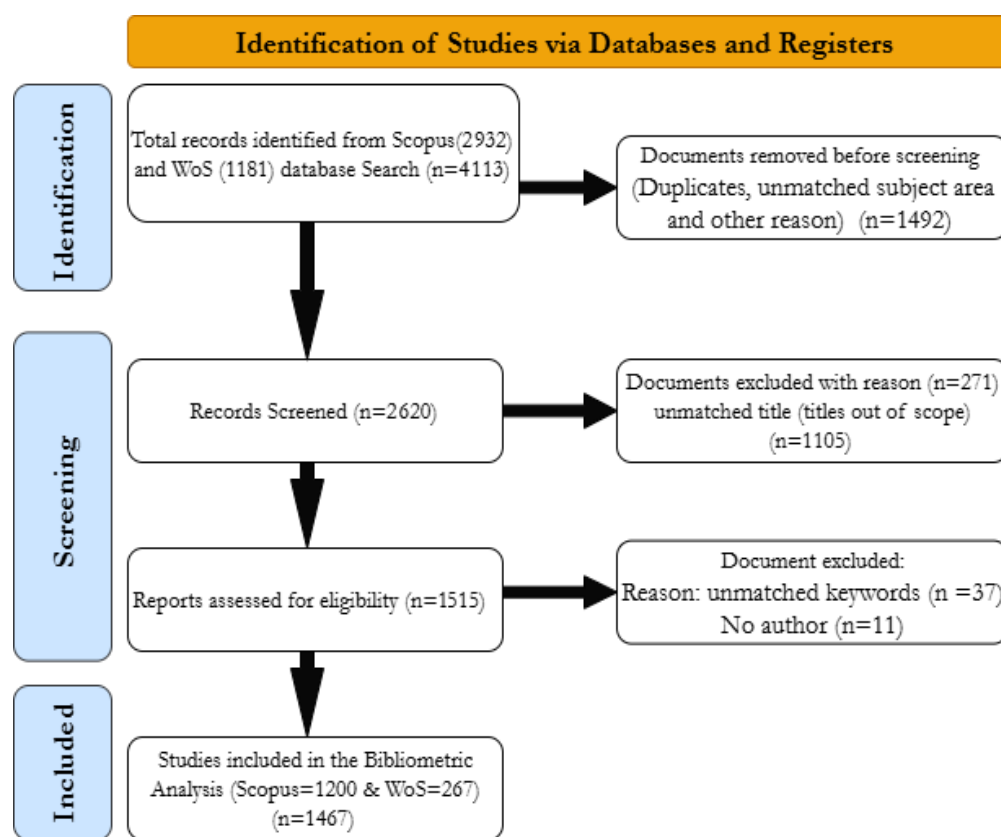 Identification of Studies via Databases and Registers
Identification
Total records identified from Scopus(2932)
and WoS (1181) database Search (n=4113)
Documents removed before screening
(Duplicates, unmatched subject area
and other reason) (n=1492)
Screening
Records Screened (n=2620)
Documents excluded with reason (n=271)
unmatched title (titles out of scope)
(n=1105)
Reports assessed for eligibility (n=1515)
Document excluded:
Reason: unmatched keywords (n =37)
No author (n=11)
Included
Studies included in the Bibliometric
Analysis (Scopus=1200 & WoS=267)
(n=1467)